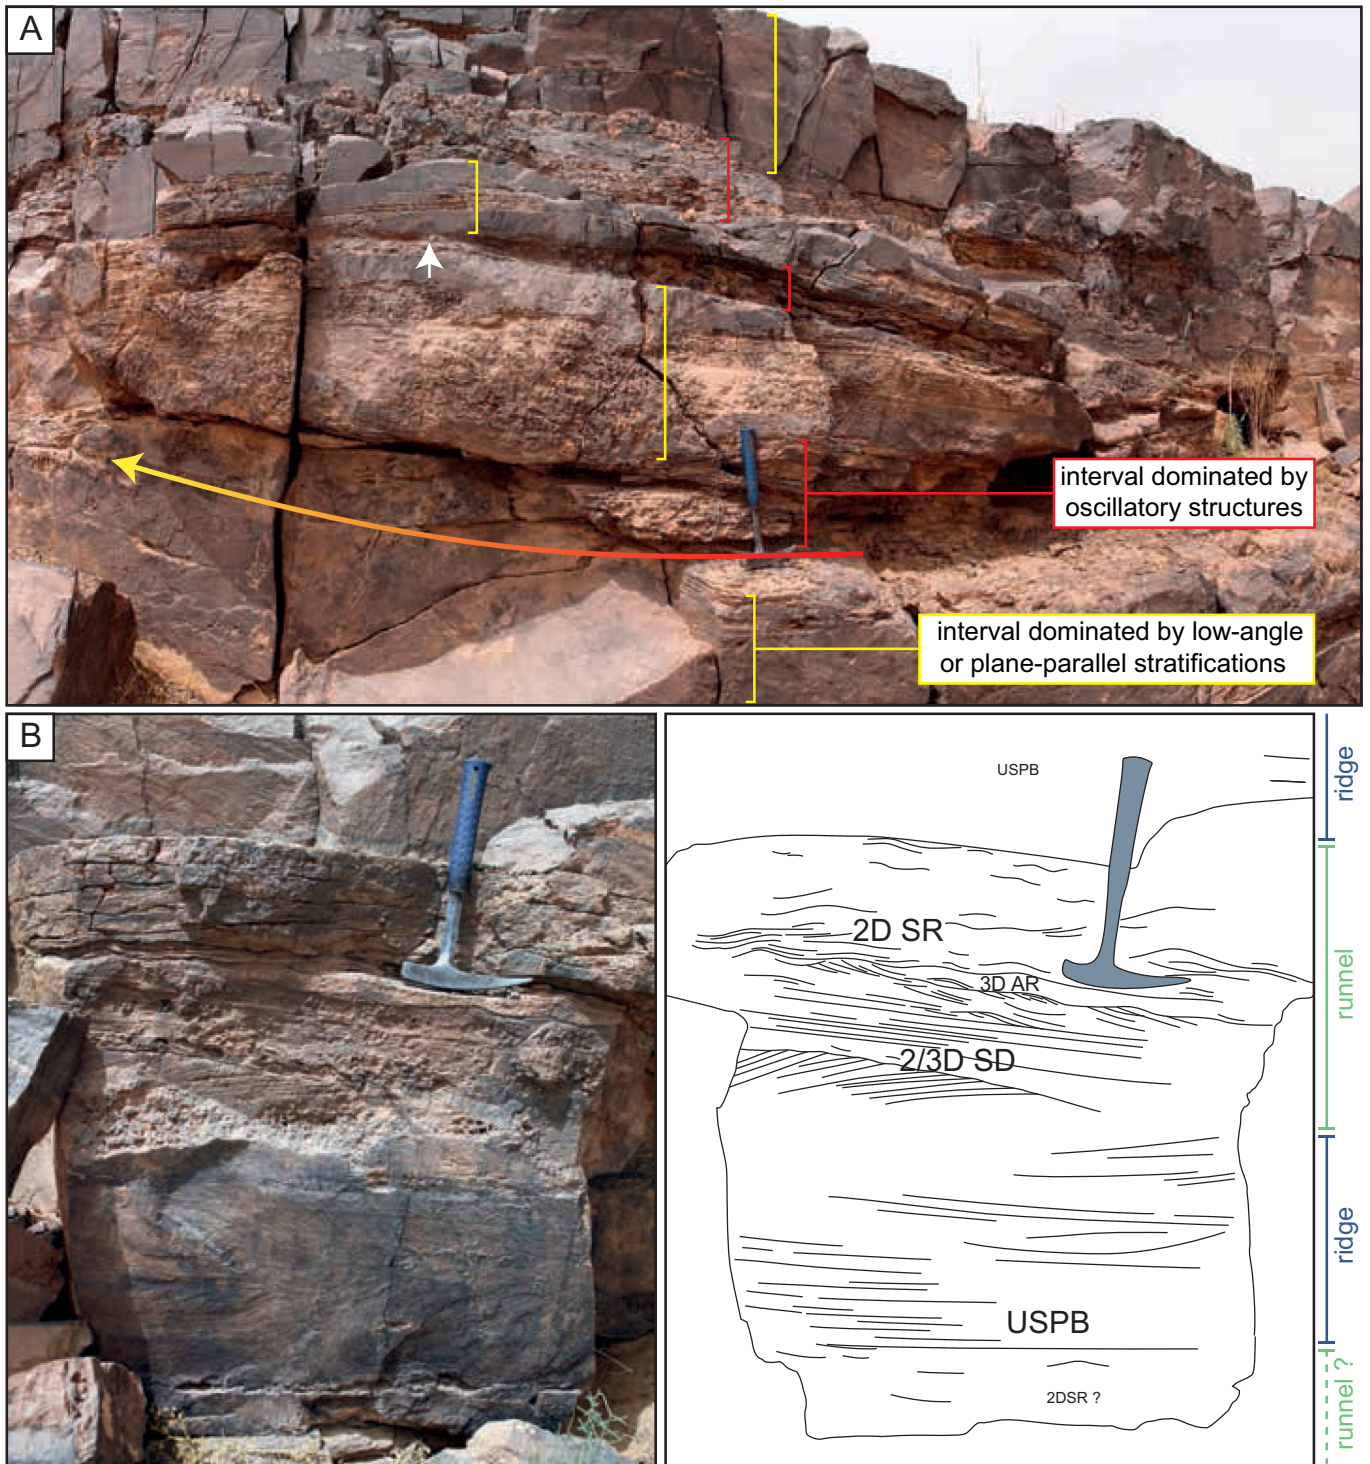 A
interval dominated by
oscillatory structures
interval dominated by low-angle
or plane-parallel stratifications
B
USPB
2D SR
3D AR
2/3D SD
USPB
2DSR ?
ridge
runnel
ridge
runnel ?